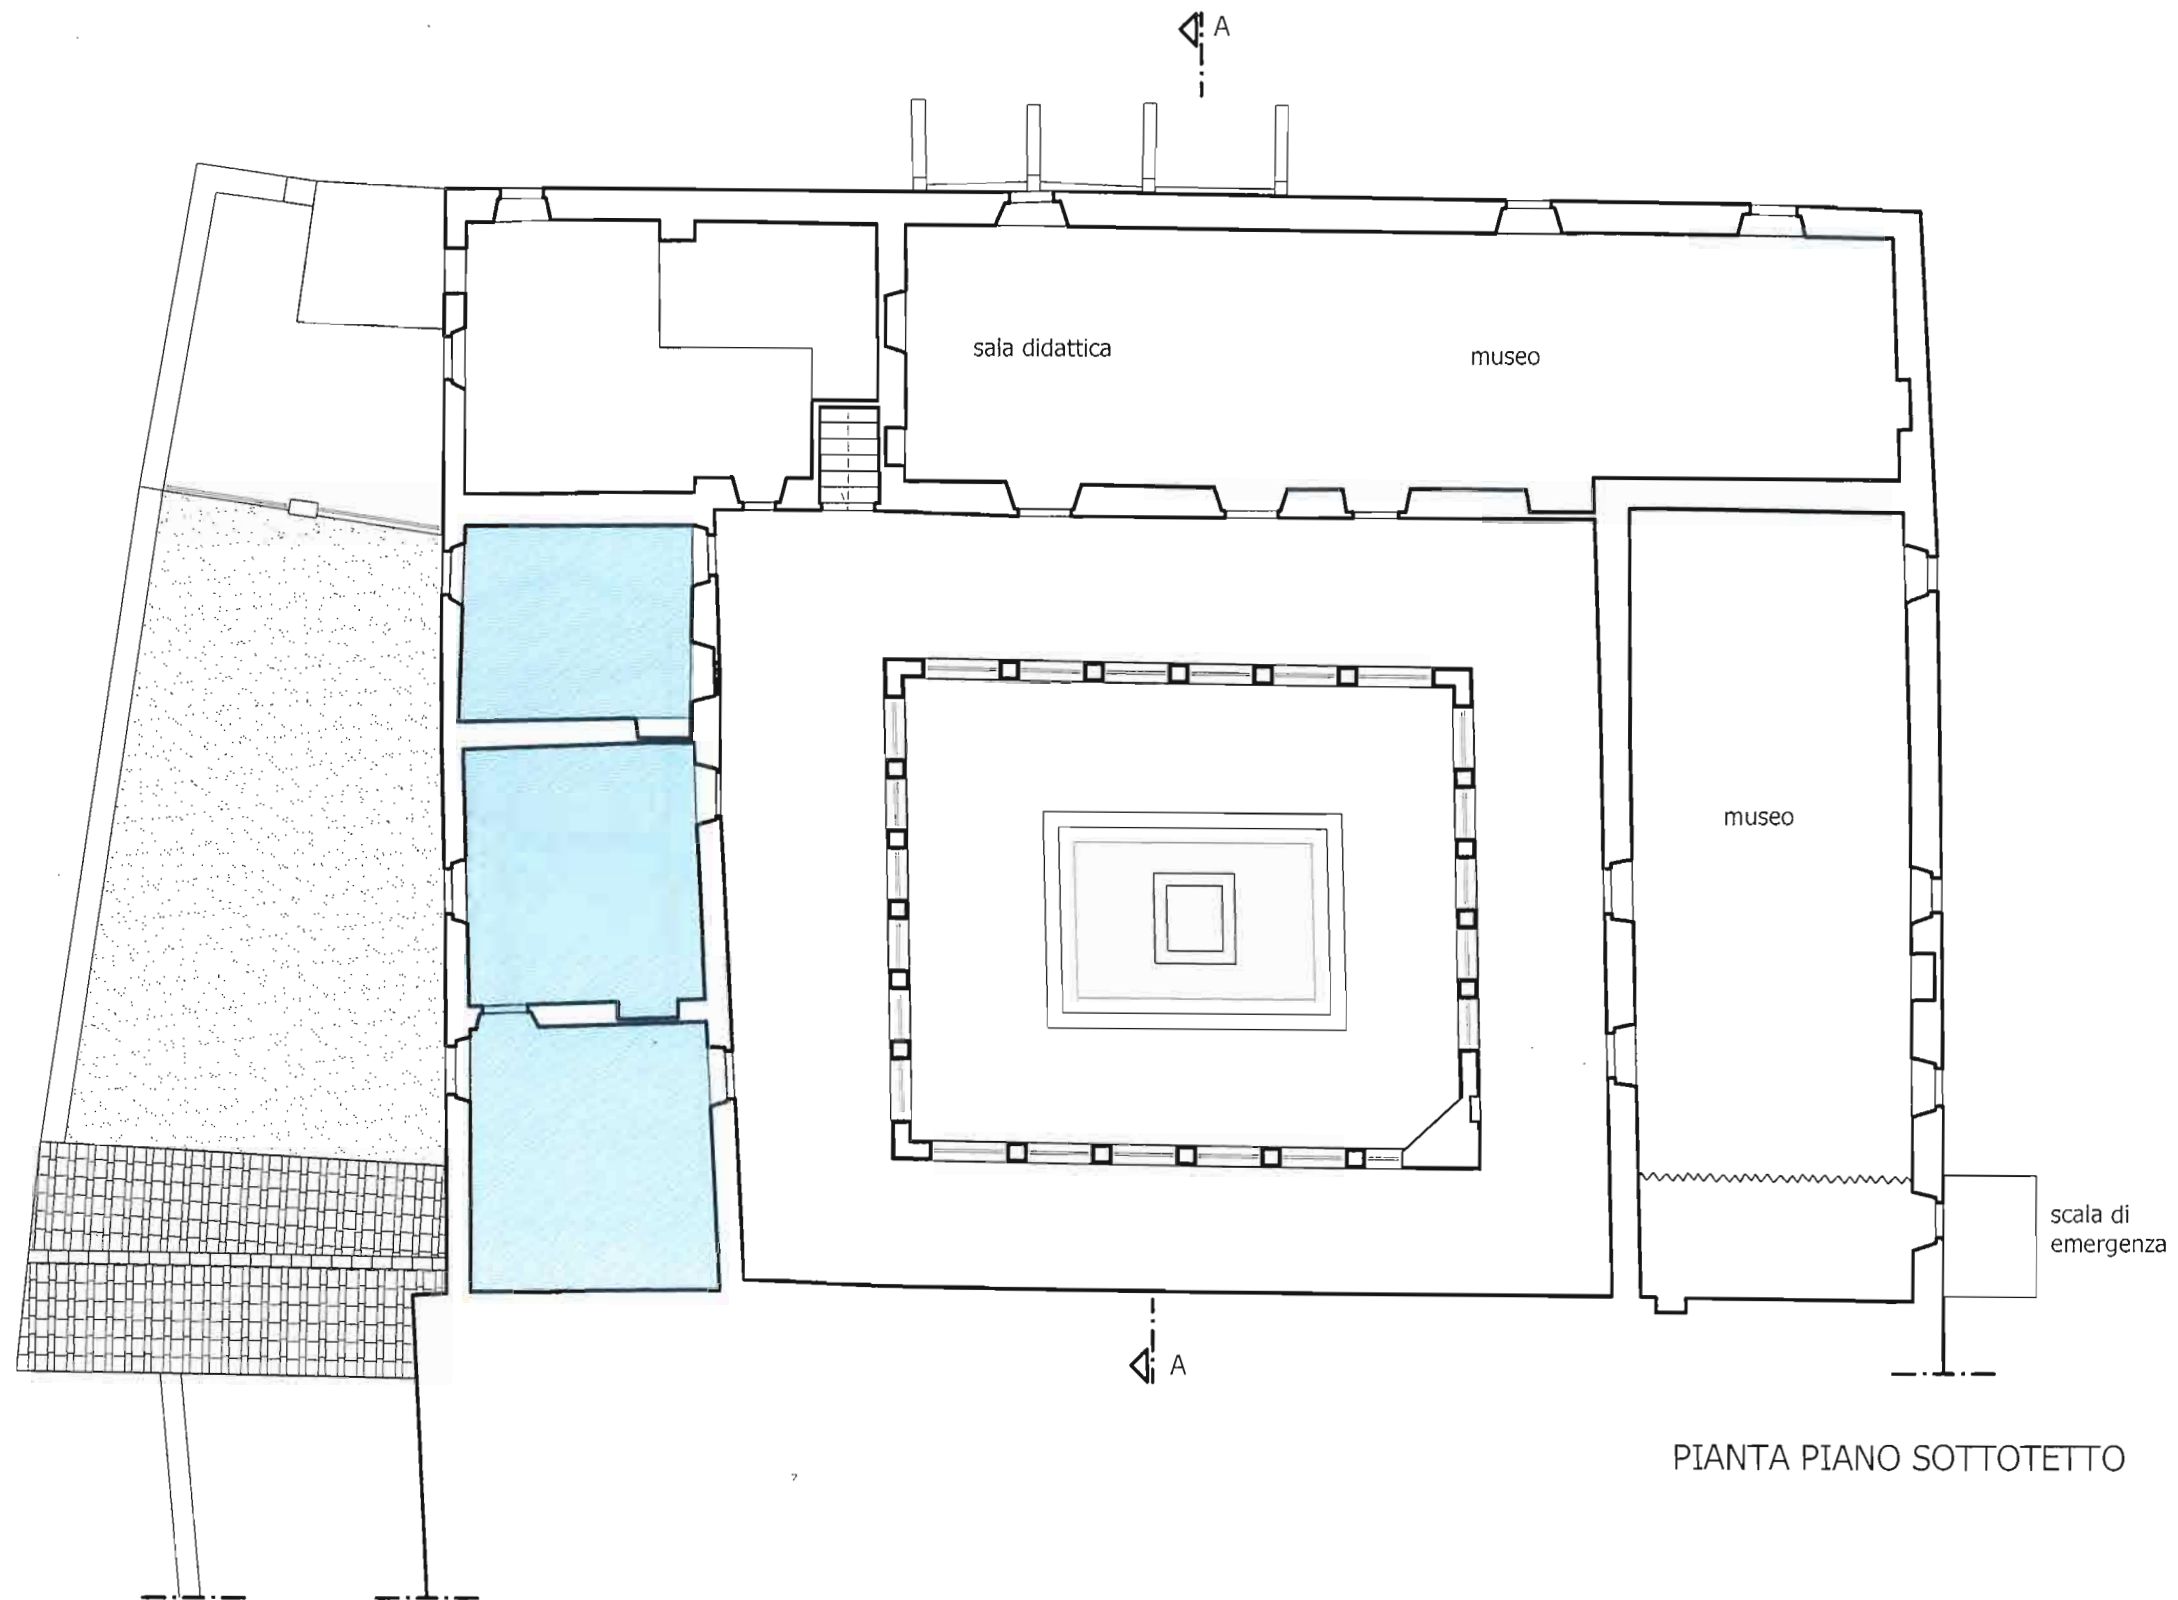 A
sala didattica
museo
museo
scala di
emergenza
A
PIANTA PIANO SOTTOTETTO